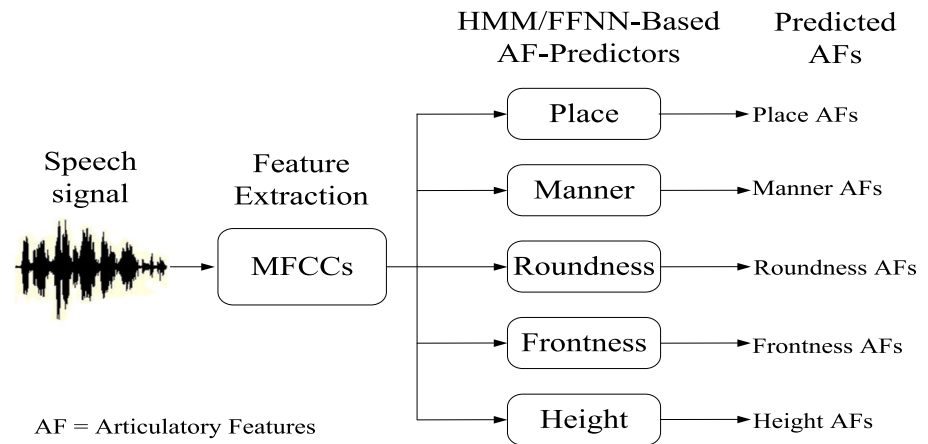 HMM/FFNN-Based
AF-Predictors
Predicted
AFs
Speech
signal
Feature
Extraction
MFCCs
Place
Place AFs
Manner
Manner AFs
Roundness
Roundness AFs
Frontness
Frontness AFs
Height
Height AFs
AF = Articulatory Features